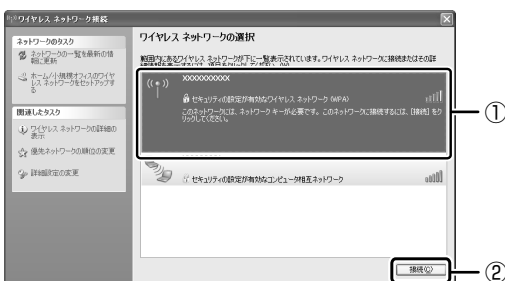 ワイヤレス ネットワーク接続
ネットワークのタスク
ネットワークの一覧を最新の情
報に更新
ホーム/小規模オフィスのワイヤ
レス ネットワークをセットアップす
る
関連したタスク
ワイヤレス ネットワークの詳細の
表示
優先ネットワークの順位の変更
詳細設定の変更
ワイヤレス ネットワークの選択
範囲内にあるワイヤレス ネットワークが下に一覧表示されています。ワイヤレス ネットワークに接続またはその詳
XXXXXXXXXX
セキュリティの設定が有効なワイヤレス ネットワーク (WPA)
このネットワークには、ネットワーク キーが必要です。このネットワークに接続するには、[接続] をク
リックしてください。
①
セキュリティの設定が有効なコンピュータ相互ネットワーク
接続(C)
②